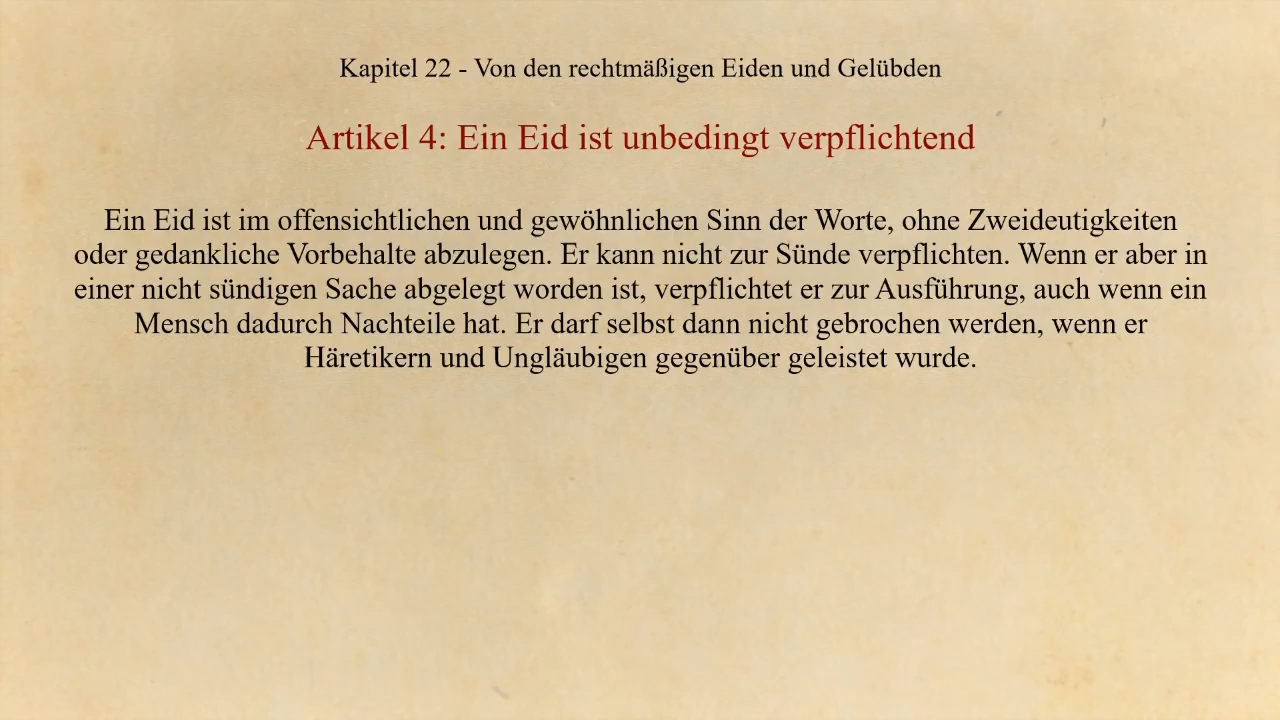 Kapitel 22 - Von den rechtmäßigen Eiden und Gelübden
Artikel 4: Ein Eid ist unbedingt verpflichtend
Ein Eid ist im offensichtlichen und gewöhnlichen Sinn der Worte, ohne Zweideutigkeiten
oder gedankliche Vorbehalte abzulegen. Er kann nicht zur Sünde verpflichten. Wenn er aber in
einer nicht sündigen Sache abgelegt worden ist, verpflichtet er zur Ausführung, auch wenn ein
Mensch dadurch Nachteile hat. Er darf selbst dann nicht gebrochen werden, wenn er
Häretikern und Ungläubigen gegenüber geleistet wurde.